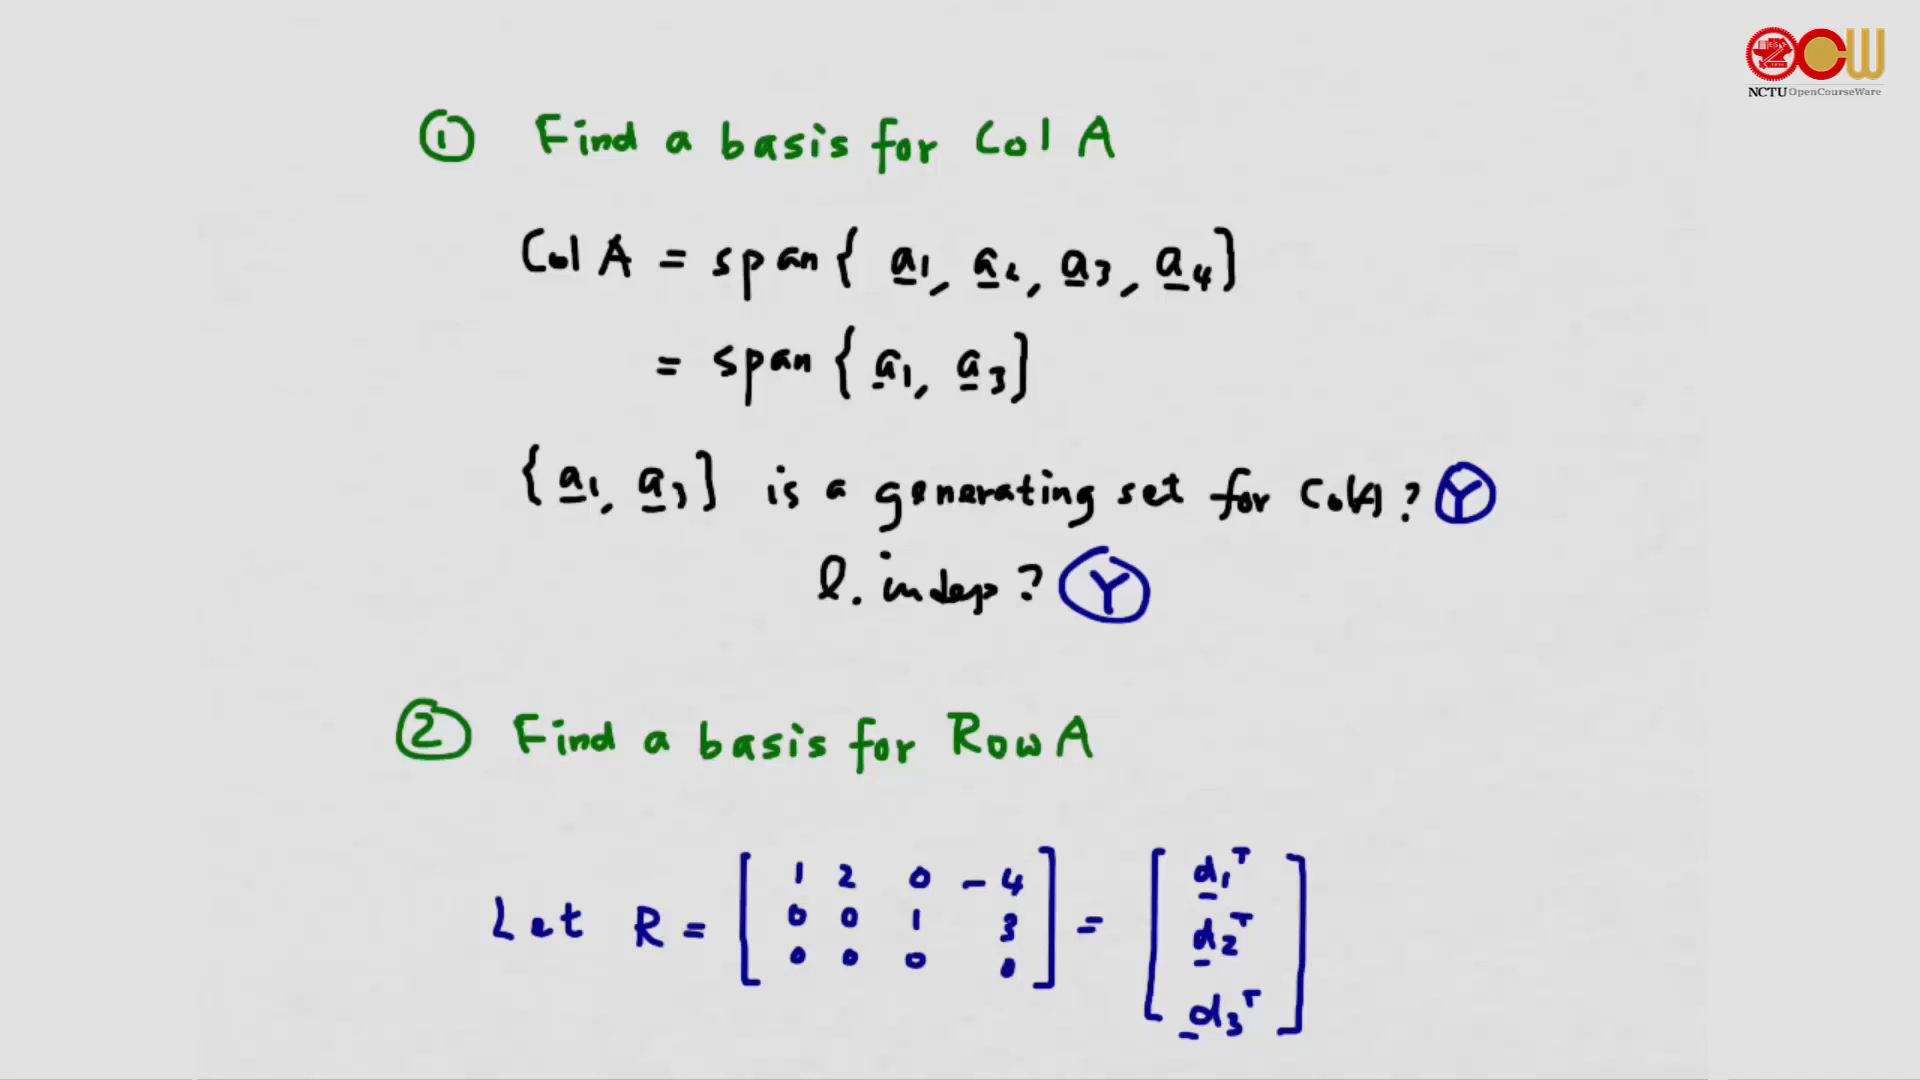 NCTU OpenCourseWare
① Find a basis for Col A
Col A = span{ a1, a2, a3, a4}
= span{ a1, a3}
{ a1, a3} is a generating set for ColA? Y
l. indep? Y
② Find a basis for Row A
Let R = [ 1 2 0 -4 ] = [ d1ᵀ ]
[ 0 0 1 3 ] [ d2ᵀ ]
[ 0 0 0 0 ] [ d3ᵀ ]